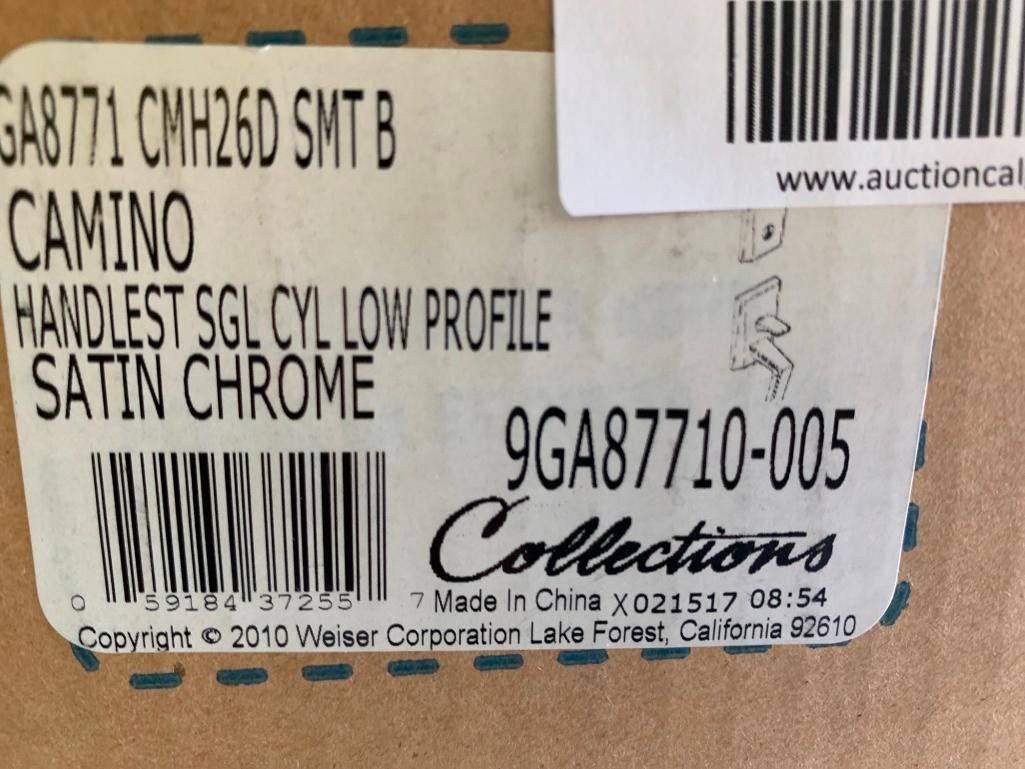 GA8771 CMH26D SMT B
www.auctioncal
CAMINO
HANDLEST SGL CYL LOW PROFILE
SATIN CHROME
9GA87710-005
Collections
0 59184 37255 7
Made In China X021517 08:54
Copyright © 2010 Weiser Corporation Lake Forest, California 92610